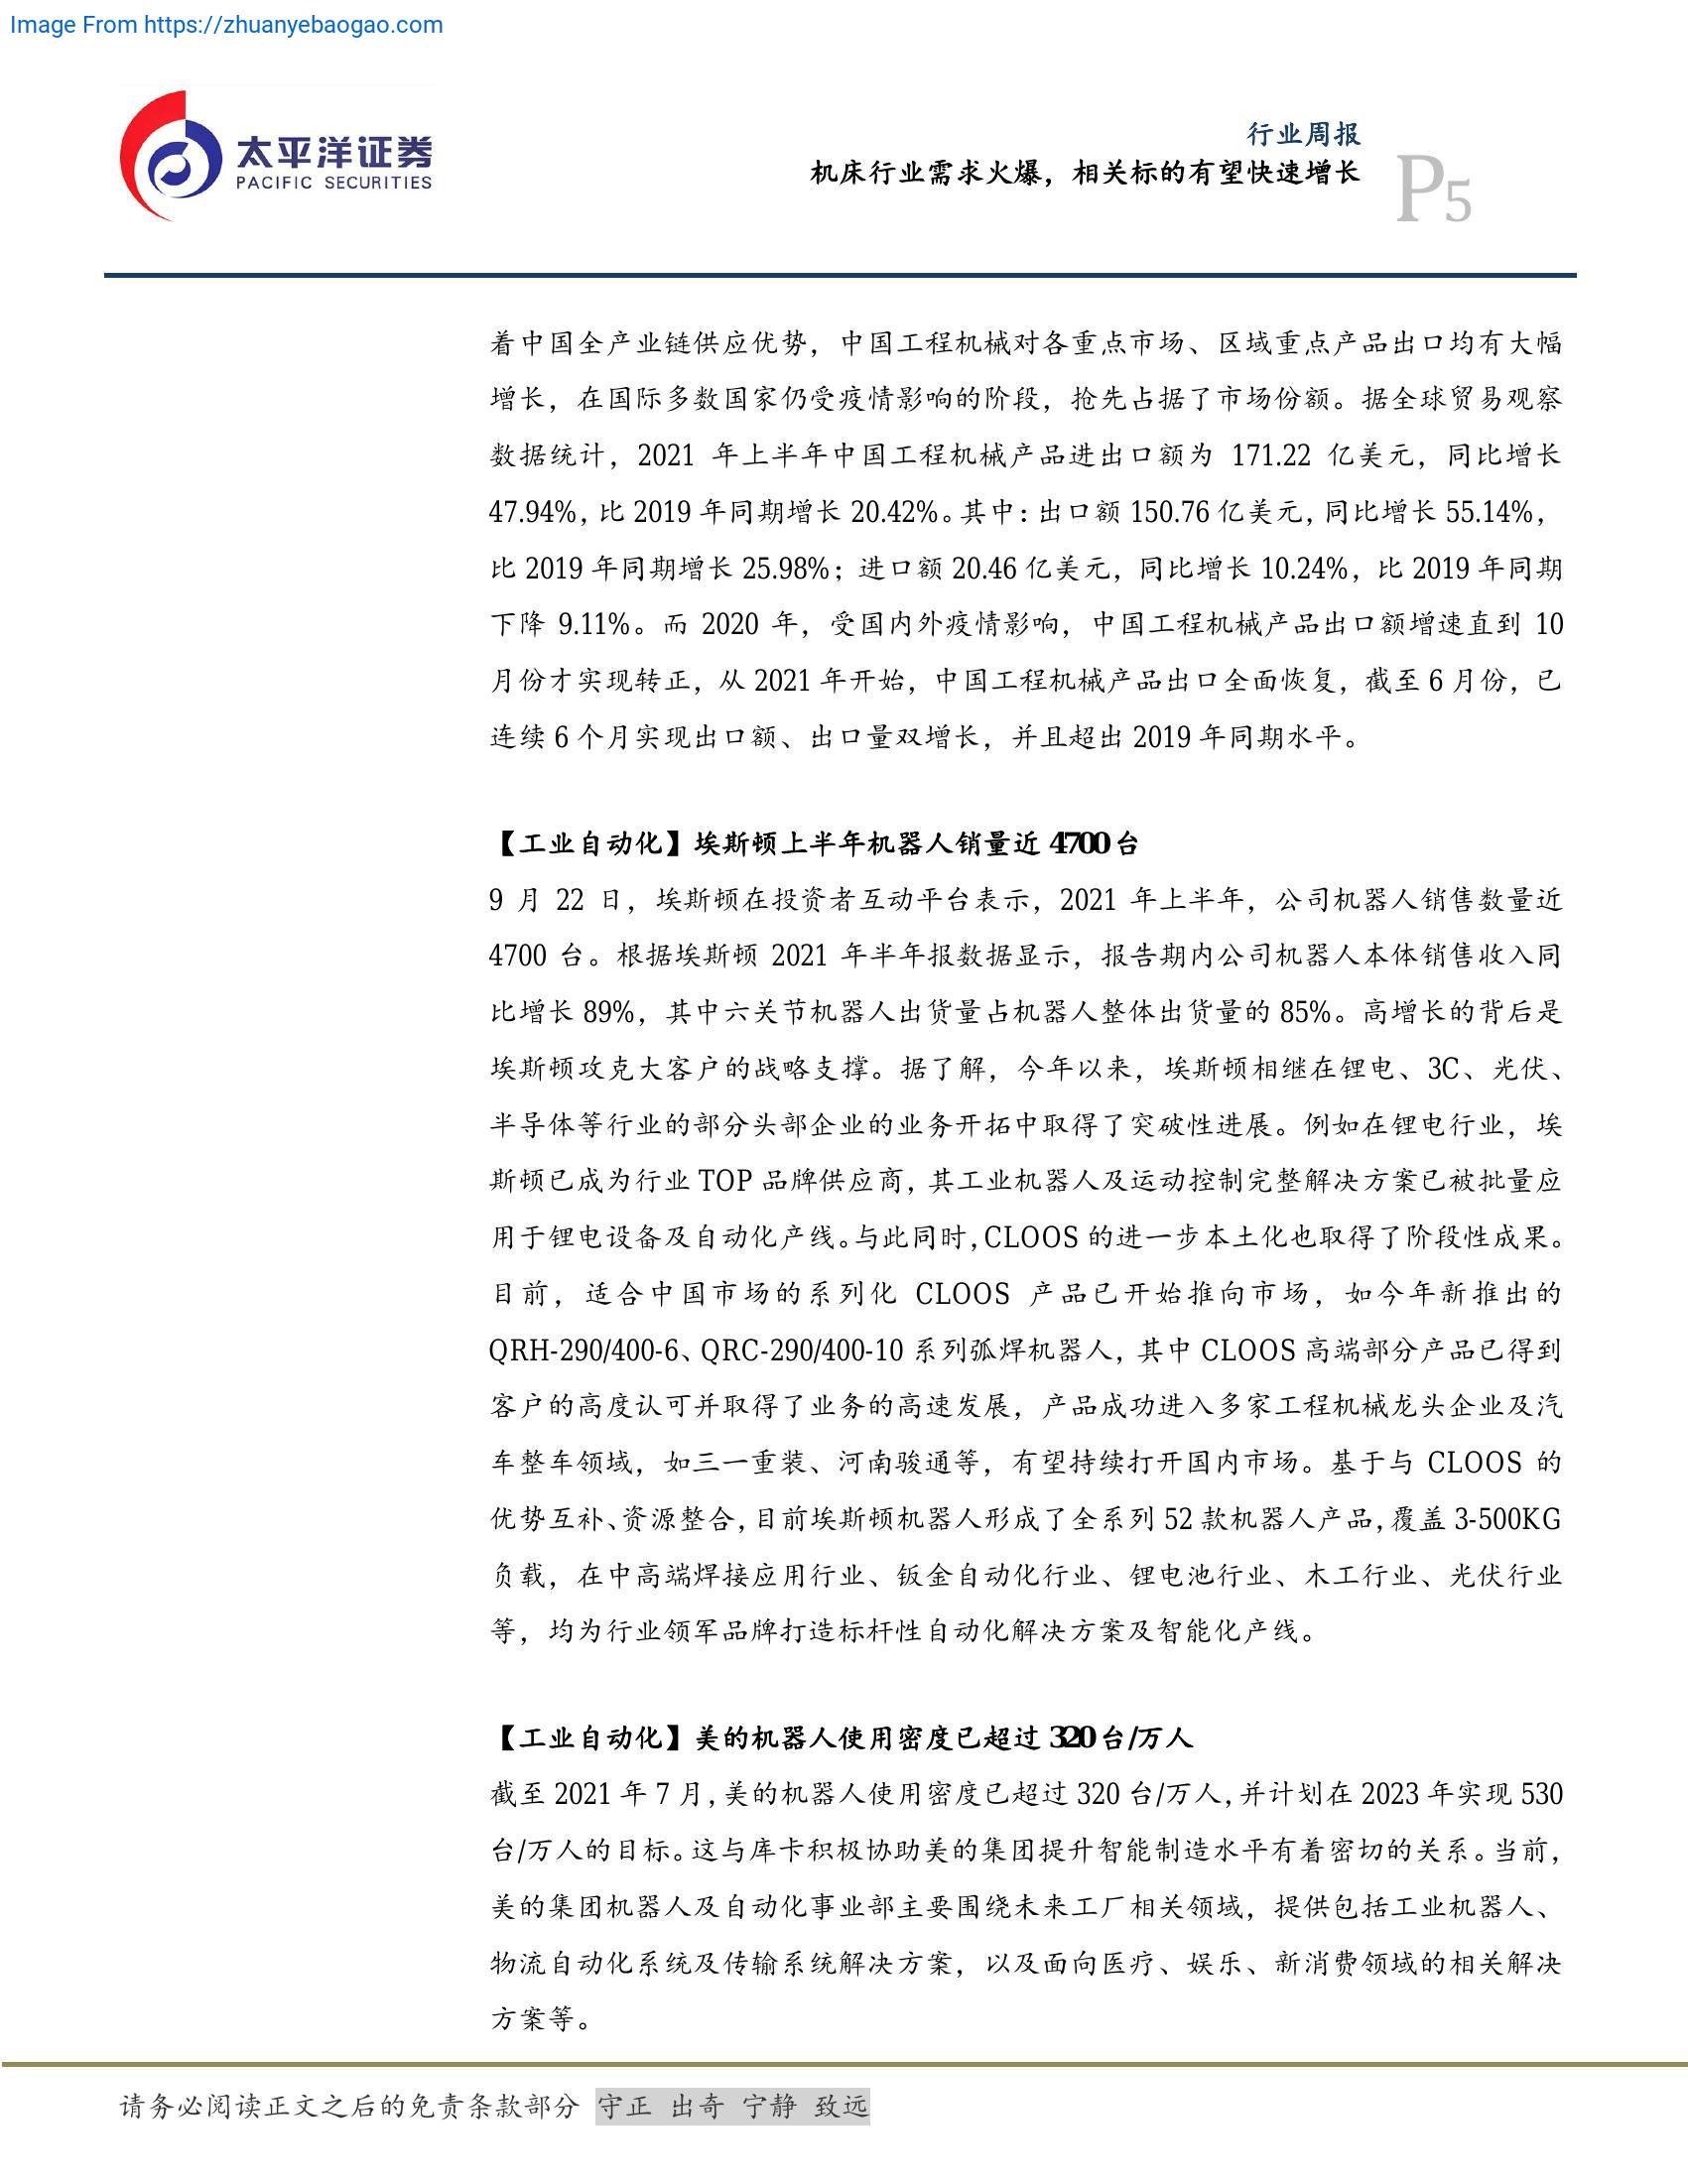 Image From https://zhuanyebaogao.com
太平洋证券
PACIFIC SECURITIES
行业周报
机床行业需求火爆，相关标的有望快速增长
P5
着中国全产业链供应优势，中国工程机械对各重点市场、区域重点产品出口均有大幅
增长，在国际多数国家仍受疫情影响的阶段，抢先占据了市场份额。据全球贸易观察
数据统计，2021 年上半年中国工程机械产品进出口额为 171.22 亿美元，同比增长
47.94%，比 2019 年同期增长 20.42%。其中：出口额 150.76 亿美元，同比增长 55.14%，
比 2019 年同期增长 25.98%；进口额 20.46 亿美元，同比增长 10.24%，比 2019 年同期
下降 9.11%。而 2020 年，受国内外疫情影响，中国工程机械产品出口额增速直到 10
月份才实现转正，从 2021 年开始，中国工程机械产品出口全面恢复，截至 6 月份，已
连续 6 个月实现出口额、出口量双增长，并且超出 2019 年同期水平。
【工业自动化】埃斯顿上半年机器人销量近 4700 台
9 月 22 日，埃斯顿在投资者互动平台表示，2021 年上半年，公司机器人销售数量近
4700 台。根据埃斯顿 2021 年半年报数据显示，报告期内公司机器人本体销售收入同
比增长 89%，其中六关节机器人出货量占机器人整体出货量的 85%。高增长的背后是
埃斯顿攻克大客户的战略支撑。据了解，今年以来，埃斯顿相继在锂电、3C、光伏、
半导体等行业的部分头部企业的业务开拓中取得了突破性进展。例如在锂电行业，埃
斯顿已成为行业 TOP 品牌供应商，其工业机器人及运动控制完整解决方案已被批量应
用于锂电设备及自动化产线。与此同时，CLOOS 的进一步本土化也取得了阶段性成果。
目前，适合中国市场的系列化 CLOOS 产品已开始推向市场，如今年新推出的
QRH-290/400-6、QRC-290/400-10 系列弧焊机器人，其中 CLOOS 高端部分产品已得到
客户的高度认可并取得了业务的高速发展，产品成功进入多家工程机械龙头企业及汽
车整车领域，如三一重装、河南骏通等，有望持续打开国内市场。基于与 CLOOS 的
优势互补、资源整合，目前埃斯顿机器人形成了全系列 52 款机器人产品，覆盖 3-500KG
负载，在中高端焊接应用行业、钣金自动化行业、锂电池行业、木工行业、光伏行业
等，均为行业领军品牌打造标杆性自动化解决方案及智能化产线。
【工业自动化】美的机器人使用密度已超过 320 台/万人
截至 2021 年 7 月，美的机器人使用密度已超过 320 台/万人，并计划在 2023 年实现 530
台/万人的目标。这与库卡积极协助美的集团提升智能制造水平有着密切的关系。当前，
美的集团机器人及自动化事业部主要围绕未来工厂相关领域，提供包括工业机器人、
物流自动化系统及传输系统解决方案，以及面向医疗、娱乐、新消费领域的相关解决
方案等。
请务必阅读正文之后的免责条款部分 守正 出奇 宁静 致远